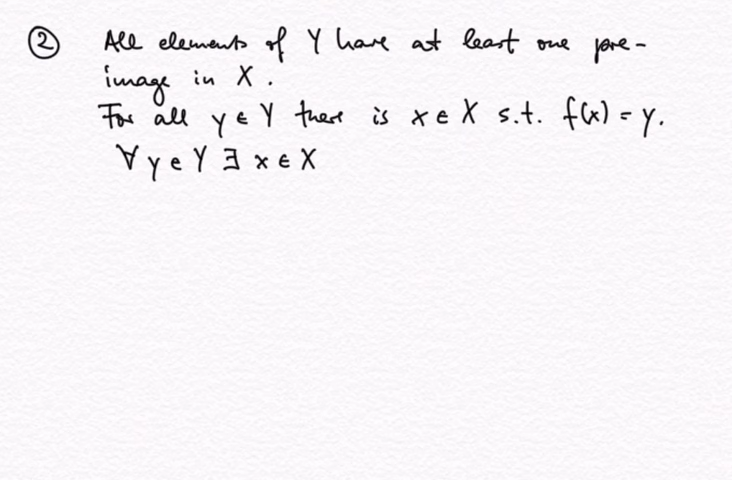 ② All elements of Y have at least one pre-
image in X.
For all y ∈ Y there is x ∈ X s.t. f(x) = y.
∀ y ∈ Y ∃ x ∈ X